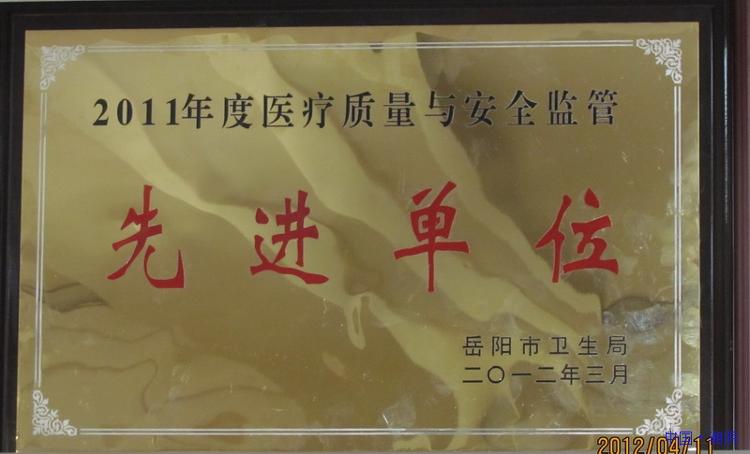 2011年度医疗质量与安全监管
先进单位
岳阳市卫生局
二〇一二年三月
2012/04/11